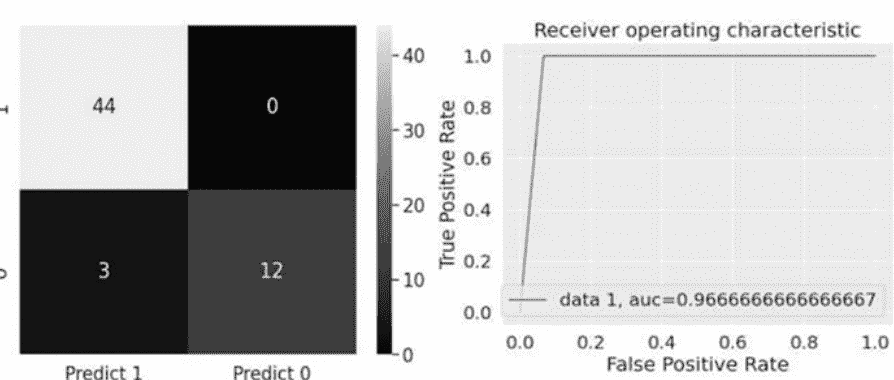 44
0
3
12
Predict 1
Predict 0
40
30
20
10
0
Receiver operating characteristic
True Positive Rate
1.0
0.8
0.6
0.4
0.2
0.0
data 1, auc=0.9666666666666667
0.0 0.2 0.4 0.6 0.8 1.0
False Positive Rate